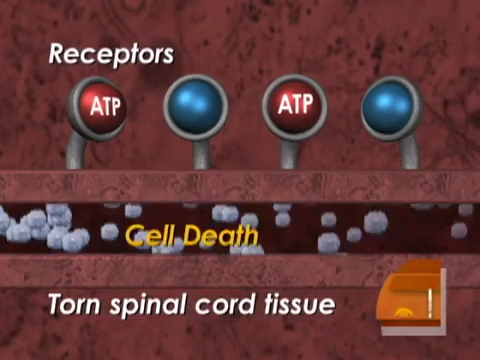 Receptors
ATP
ATP
Cell Death
Torn spinal cord tissue